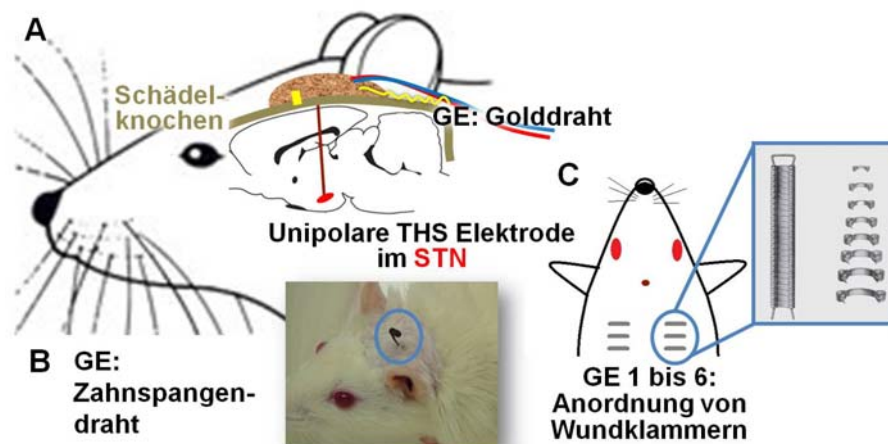 A
Schädel-
knochen
GE: Golddraht
Unipolare THS Elektrode
im STN
B
GE:
Zahnspangen-
draht
C
GE 1 bis 6:
Anordnung von
Wundklammern